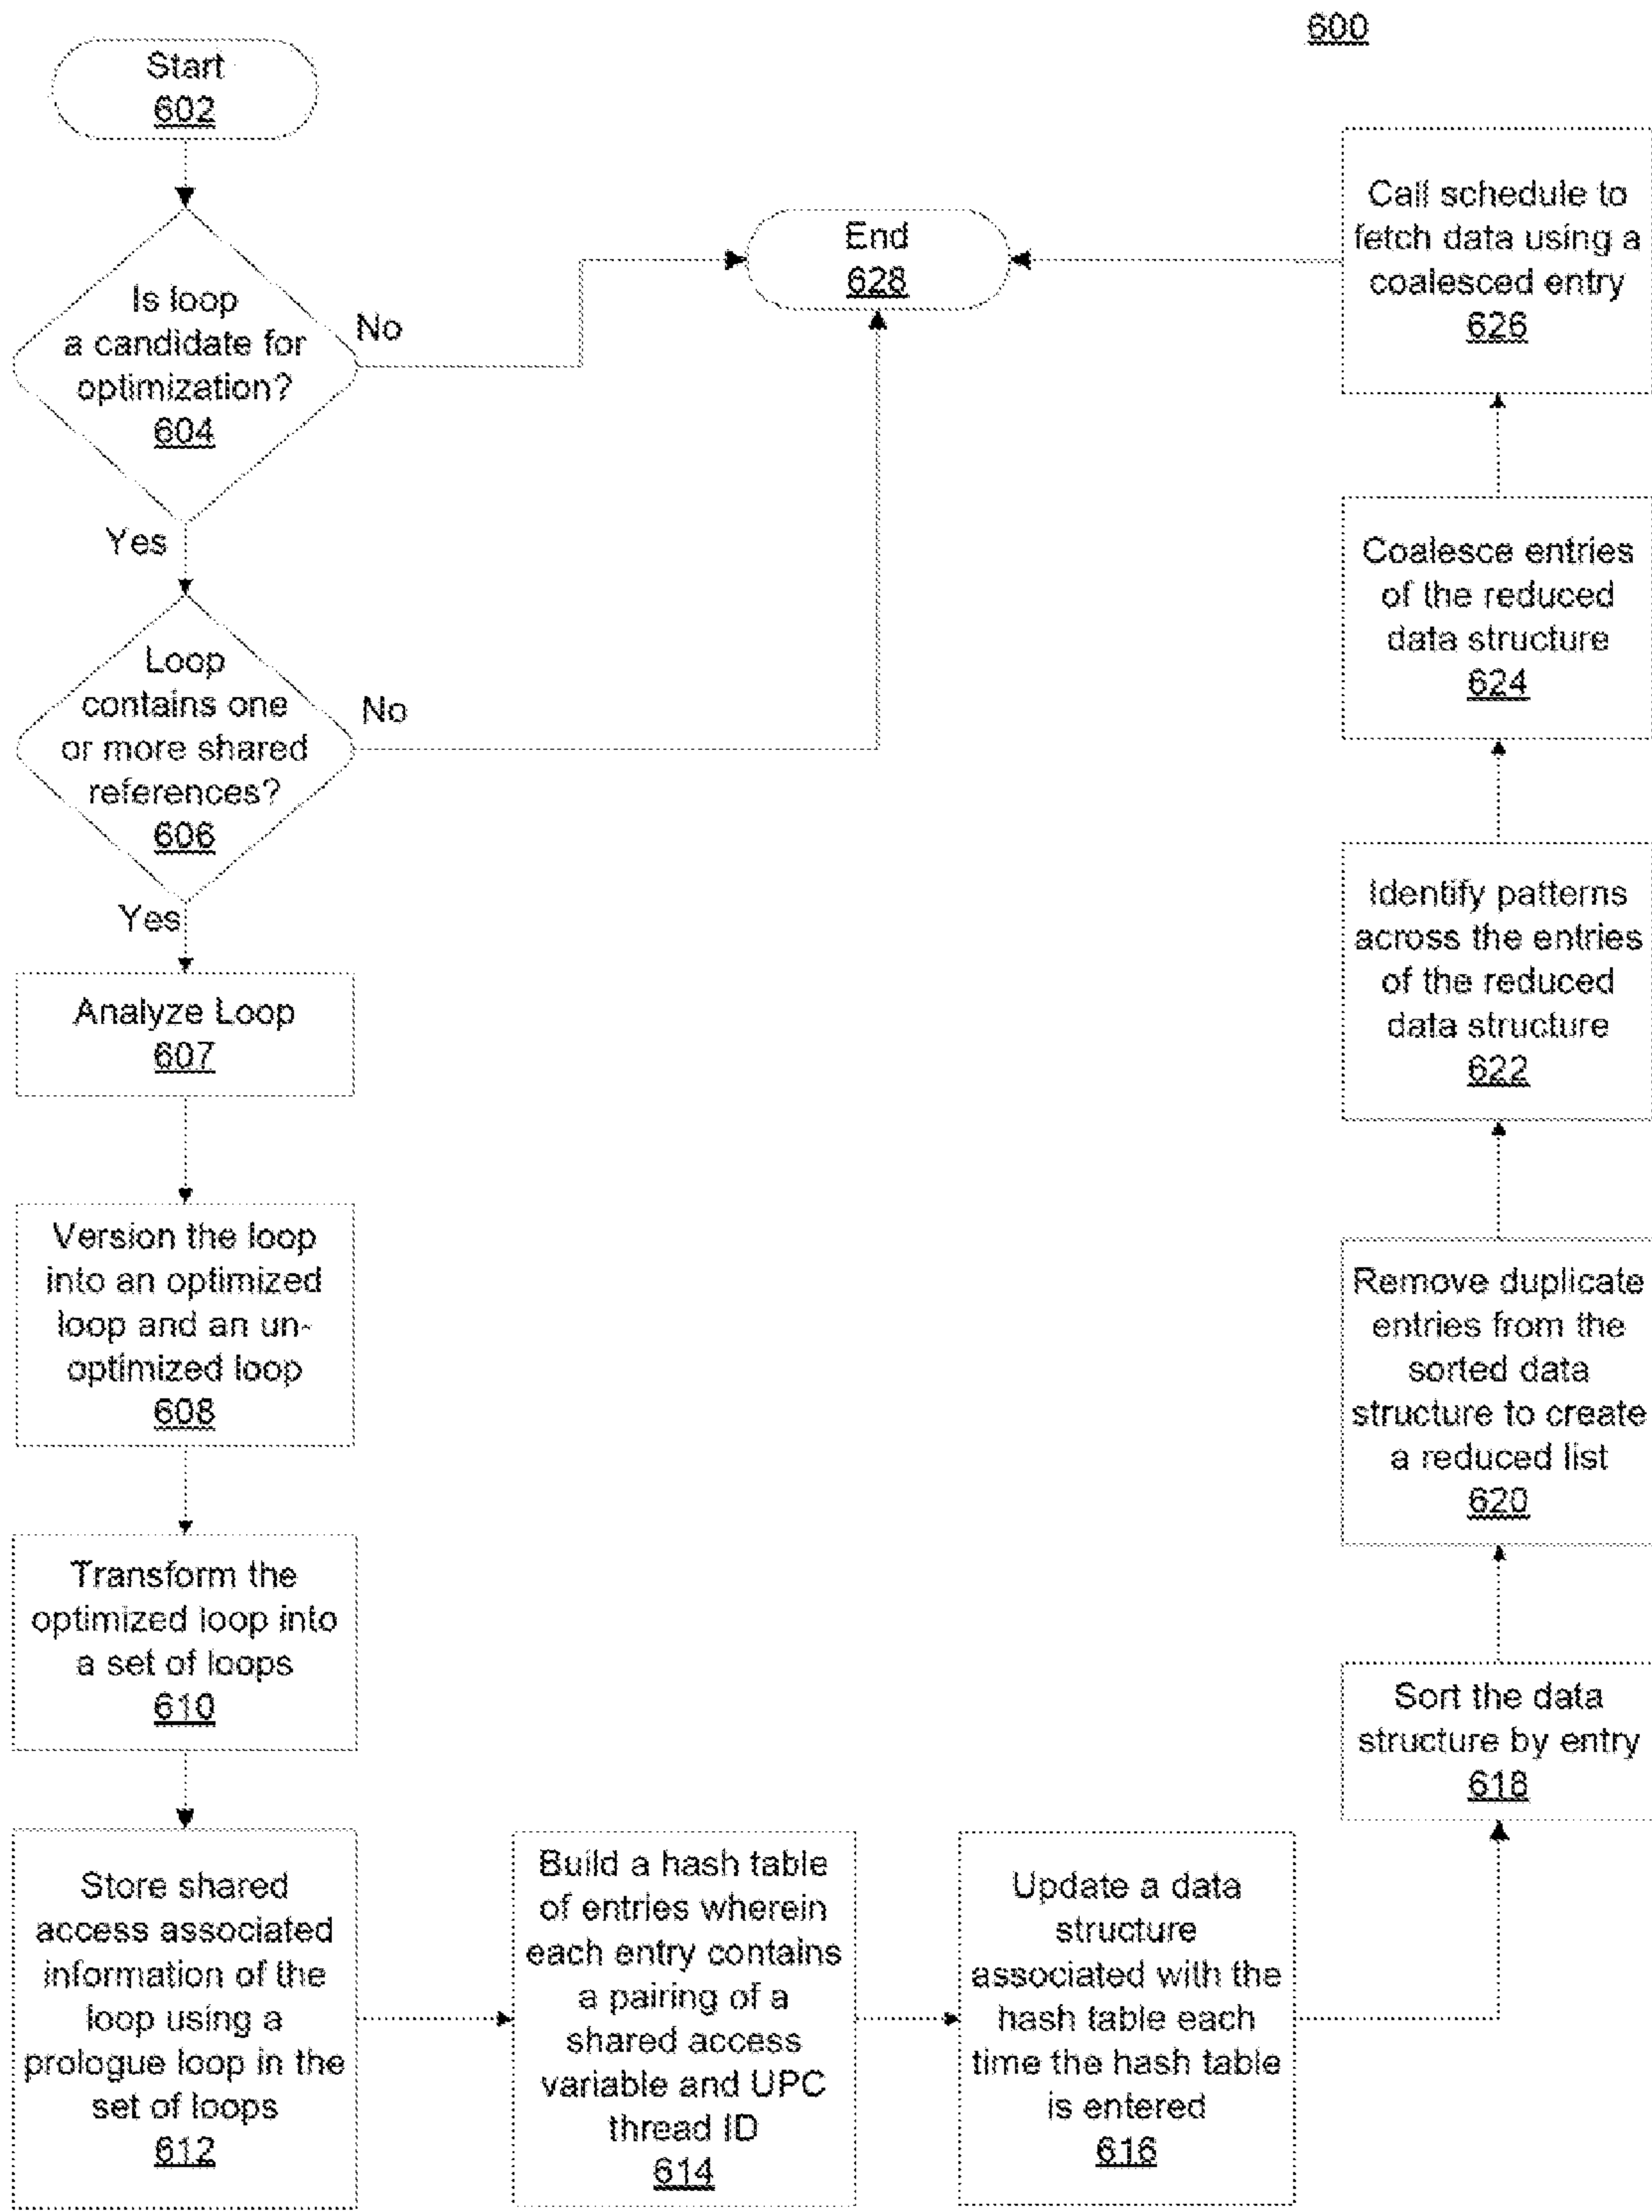 600
Start
602
Is loop
a candidate for
optimization?
604
No
Yes
End
628
Loop
contains one
or more shared
references?
606
No
Yes
Analyze Loop
607
Version the loop
into an optimized
loop and an un-
optimized loop
608
Transform the
optimized loop into
a set of loops
610
Store shared
access associated
information of the
loop using a
prologue loop in the
set of loops
612
Build a hash table
of entries wherein
each entry contains
a pairing of a
shared access
variable and UPC
thread ID
614
Update a data
structure
associated with the
hash table each
time the hash table
is entered
616
Sort the data
structure by entry
618
Remove duplicate
entries from the
sorted data
structure to create
a reduced list
620
Identify patterns
across the entries
of the reduced
data structure
622
Coalesce entries
of the reduced
data structure
624
Call schedule to
fetch data using a
coalesced entry
626